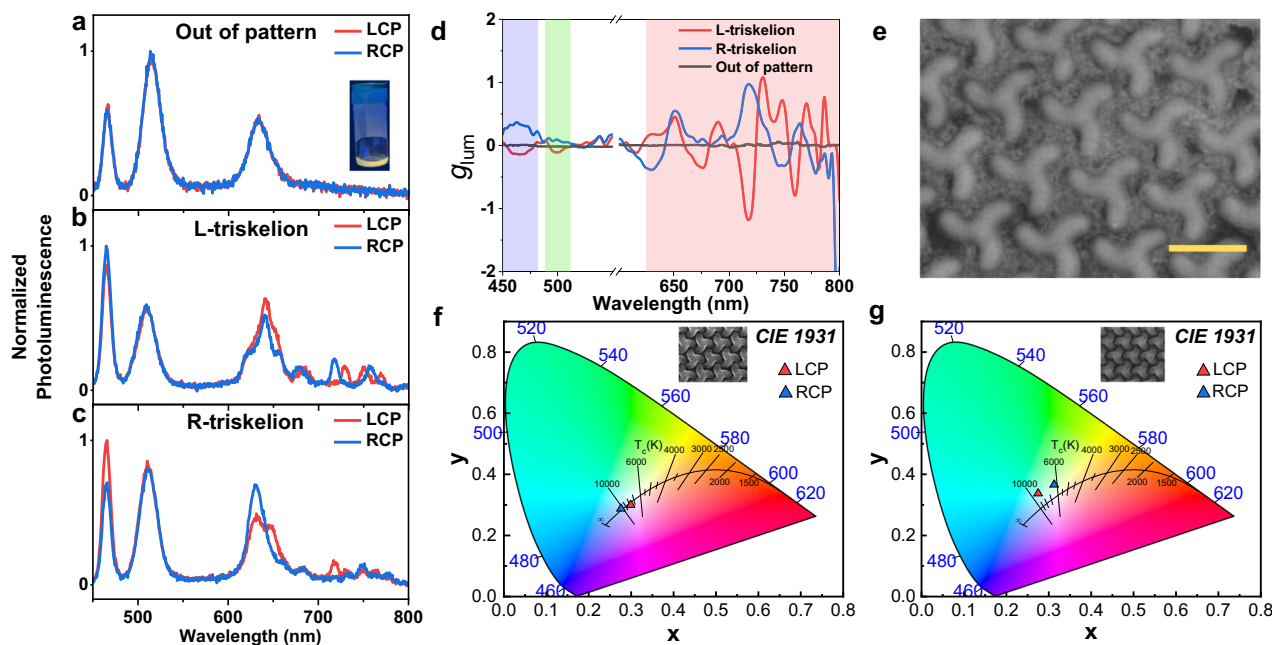 a
Out of pattern
LCP
RCP
1
0
b
L-triskelion
LCP
RCP
1
0
c
R-triskelion
LCP
RCP
1
0
500 600 700 800
Wavelength (nm)
Normalized
Photoluminescence
d
L-triskelion
R-triskelion
Out of pattern
2
1
0
-1
-2
glum
450 500 650 700 750 800
Wavelength (nm)
e
f
CIE 1931
LCP
RCP
520
540
560
580
600
620
500
480
460
Tc(K)
∞
10000
6000
4000
3000
2500
2000
1500
0.8
0.6
0.4
0.2
0.0
y
0.0 0.1 0.2 0.3 0.4 0.5 0.6 0.7 0.8
x
g
CIE 1931
LCP
RCP
520
540
560
580
600
620
500
480
460
Tc(K)
∞
10000
6000
4000
3000
2500
2000
1500
0.8
0.6
0.4
0.2
0.0
y
0.0 0.1 0.2 0.3 0.4 0.5 0.6 0.7 0.8
x